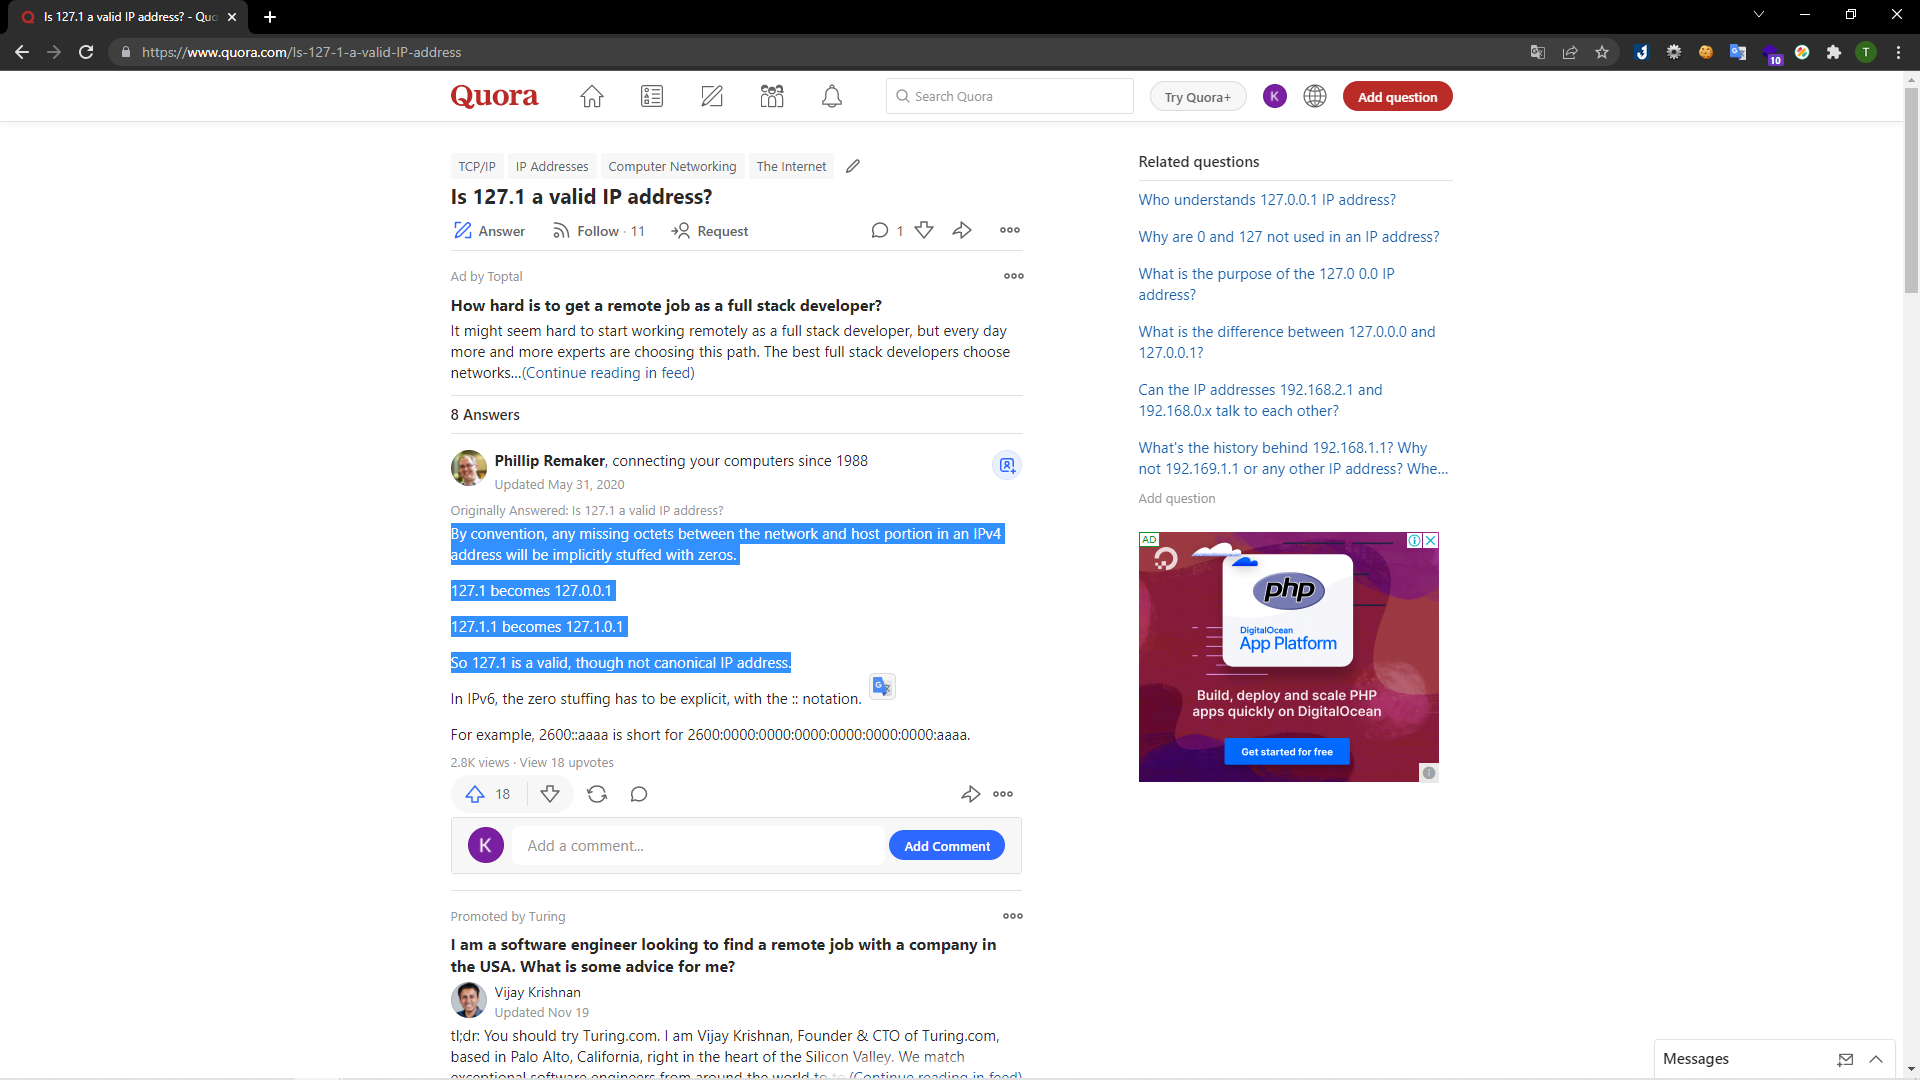 Is 127.1 a valid IP address? - Quo
https://www.quora.com/Is-127-1-a-valid-IP-address
10
T
Quora
Search Quora
Try Quora+
K
Add question
TCP/IP
IP Addresses
Computer Networking
The Internet
Is 127.1 a valid IP address?
Answer
Follow · 11
Request
1
Ad by Toptal
How hard is to get a remote job as a full stack developer?
It might seem hard to start working remotely as a full stack developer, but every day
more and more experts are choosing this path. The best full stack developers choose
networks...(Continue reading in feed)
8 Answers
Phillip Remaker, connecting your computers since 1988
Updated May 31, 2020
Originally Answered: Is 127.1 a valid IP address?
By convention, any missing octets between the network and host portion in an IPv4
address will be implicitly stuffed with zeros.
127.1 becomes 127.0.0.1
127.1.1 becomes 127.1.0.1
So 127.1 is a valid, though not canonical IP address.
In IPv6, the zero stuffing has to be explicit, with the :: notation.
For example, 2600::aaaa is short for 2600:0000:0000:0000:0000:0000:0000:aaaa.
2.8K views · View 18 upvotes
18
K
Add a comment...
Add Comment
Promoted by Turing
I am a software engineer looking to find a remote job with a company in
the USA. What is some advice for me?
Vijay Krishnan
Updated Nov 19
tl;dr: You should try Turing.com. I am Vijay Krishnan, Founder & CTO of Turing.com,
based in Palo Alto, California, right in the heart of the Silicon Valley. We match
exceptional software engineers from around the world to (Continue reading in feed)
Related questions
Who understands 127.0.0.1 IP address?
Why are 0 and 127 not used in an IP address?
What is the purpose of the 127.0 0.0 IP
address?
What is the difference between 127.0.0.0 and
127.0.0.1?
Can the IP addresses 192.168.2.1 and
192.168.0.x talk to each other?
What's the history behind 192.168.1.1? Why
not 192.169.1.1 or any other IP address? Whe...
Add question
AD
php
DigitalOcean
App Platform
Build, deploy and scale PHP
apps quickly on DigitalOcean
Get started for free
Messages